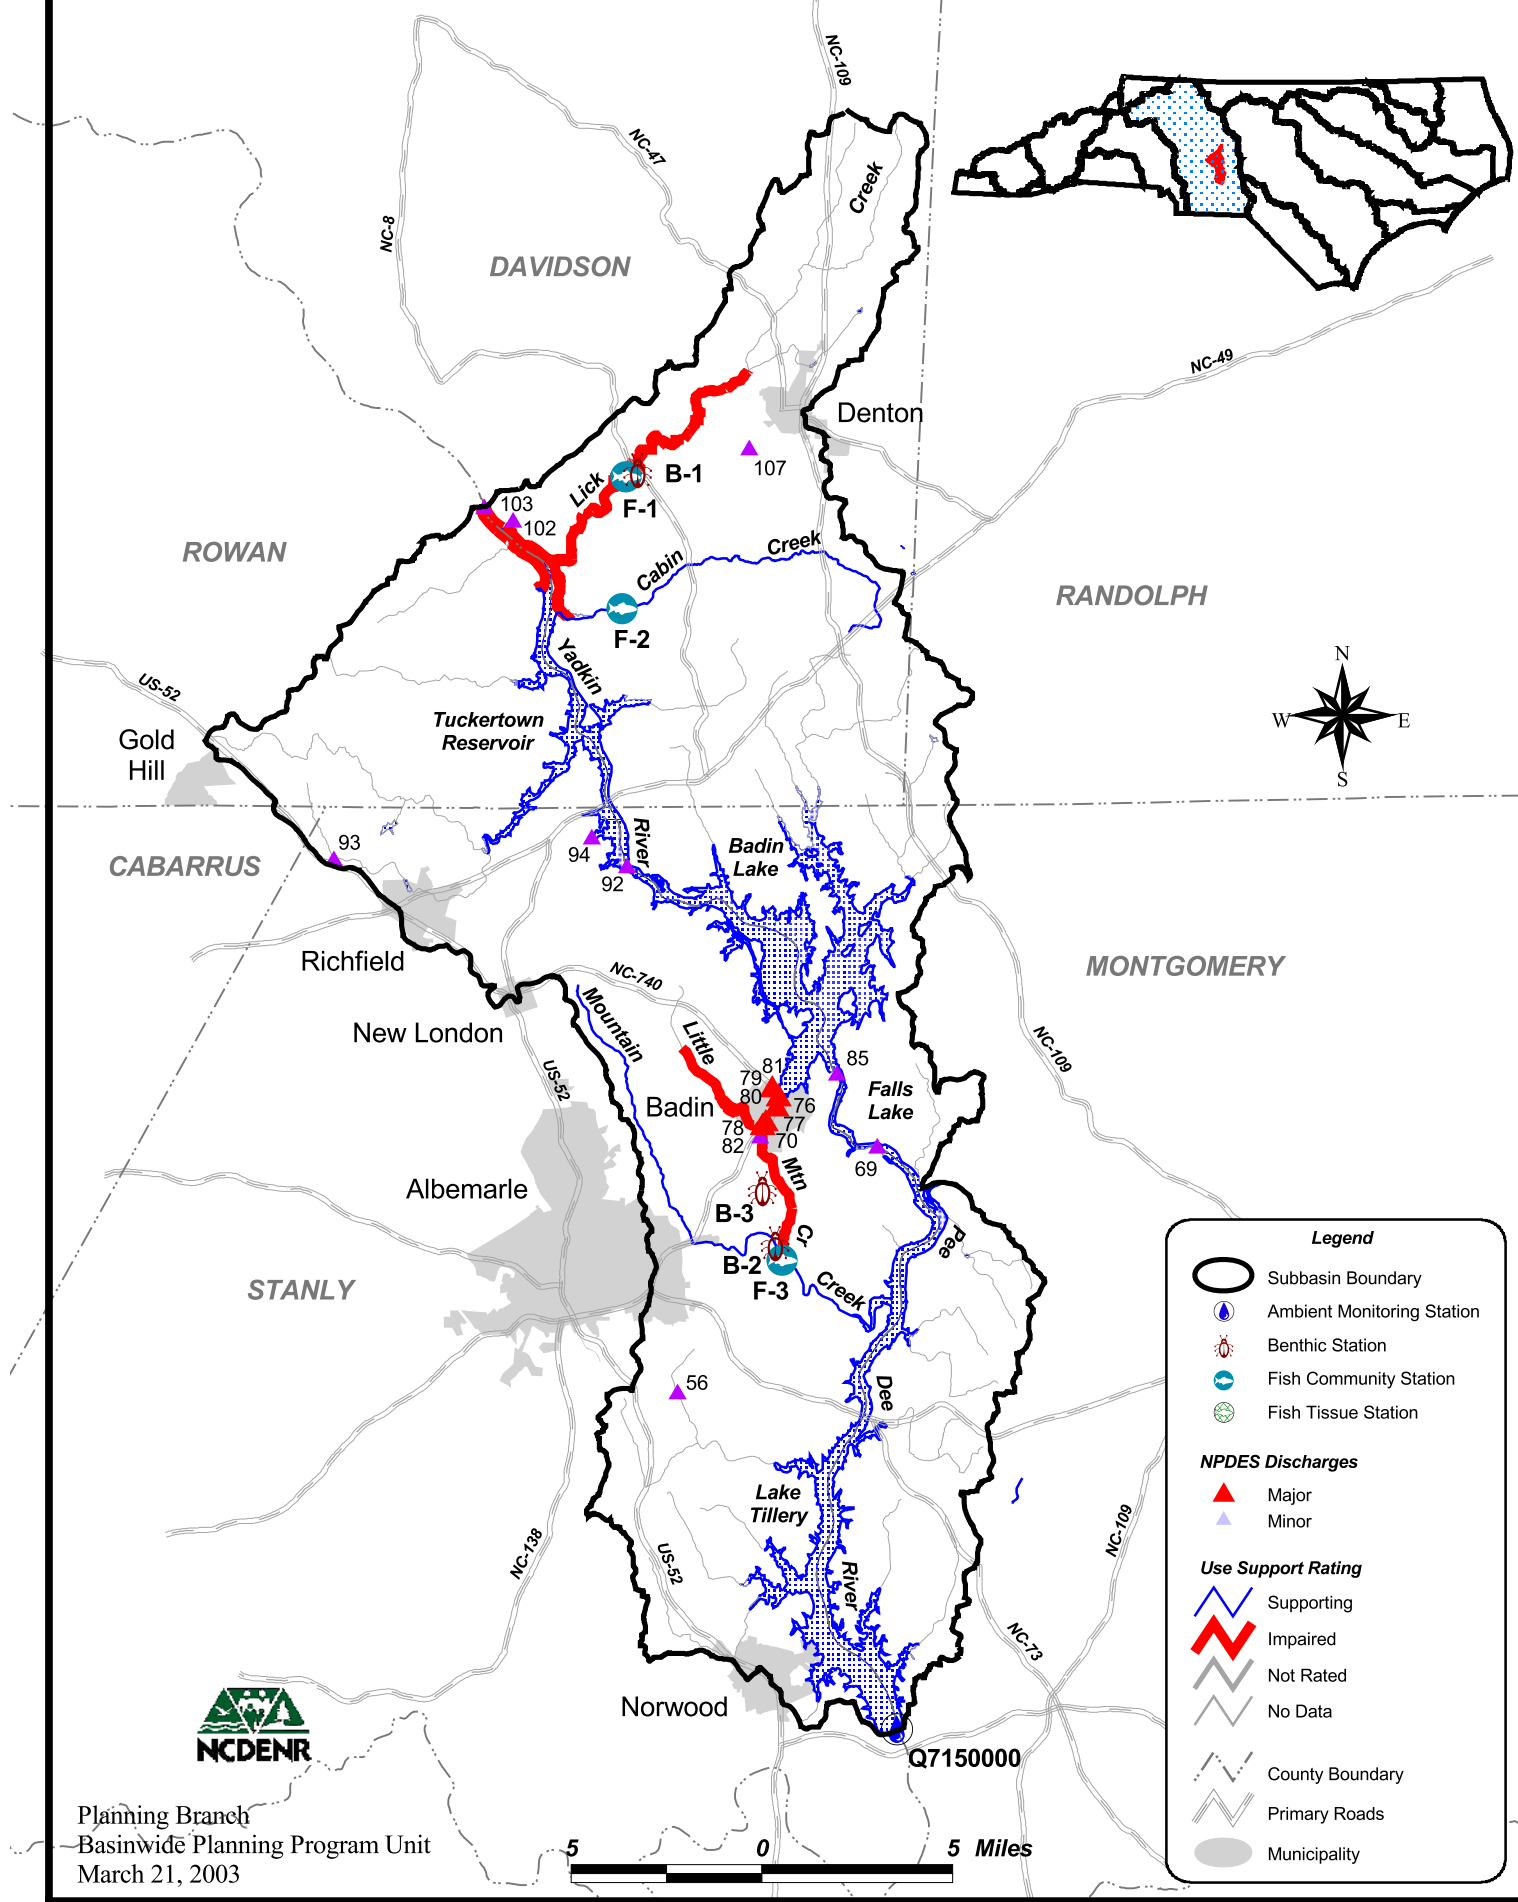 NC-109
NC-47
NC-8
Creek
DAVIDSON
NC-49
Denton
107
B-1
Lick
F-1
103
102
ROWAN
Creek
Cabin
F-2
RANDOLPH
N
W
E
S
US-52
Yadkin
Tuckertown
Reservoir
Gold
Hill
River
93
94
92
Badin
Lake
CABARRUS
Richfield
NC-740
MONTGOMERY
Mountain
New London
Little
NC-109
US-52
81
79
80
85
Falls
Lake
Badin
76
77
78
82
70
69
Mtn
Albemarle
B-3
Cr
Pee
B-2
F-3
Creek
STANLY
56
Dee
Lake
Tillery
NC-138
US-52
River
NC-109
NC-73
Norwood
Q7150000
Legend
Subbasin Boundary
Ambient Monitoring Station
Benthic Station
Fish Community Station
Fish Tissue Station
NPDES Discharges
Major
Minor
Use Support Rating
Supporting
Impaired
Not Rated
No Data
County Boundary
Primary Roads
Municipality
NCDENR
Planning Branch
Basinwide Planning Program Unit
March 21, 2003
5 0 5 Miles